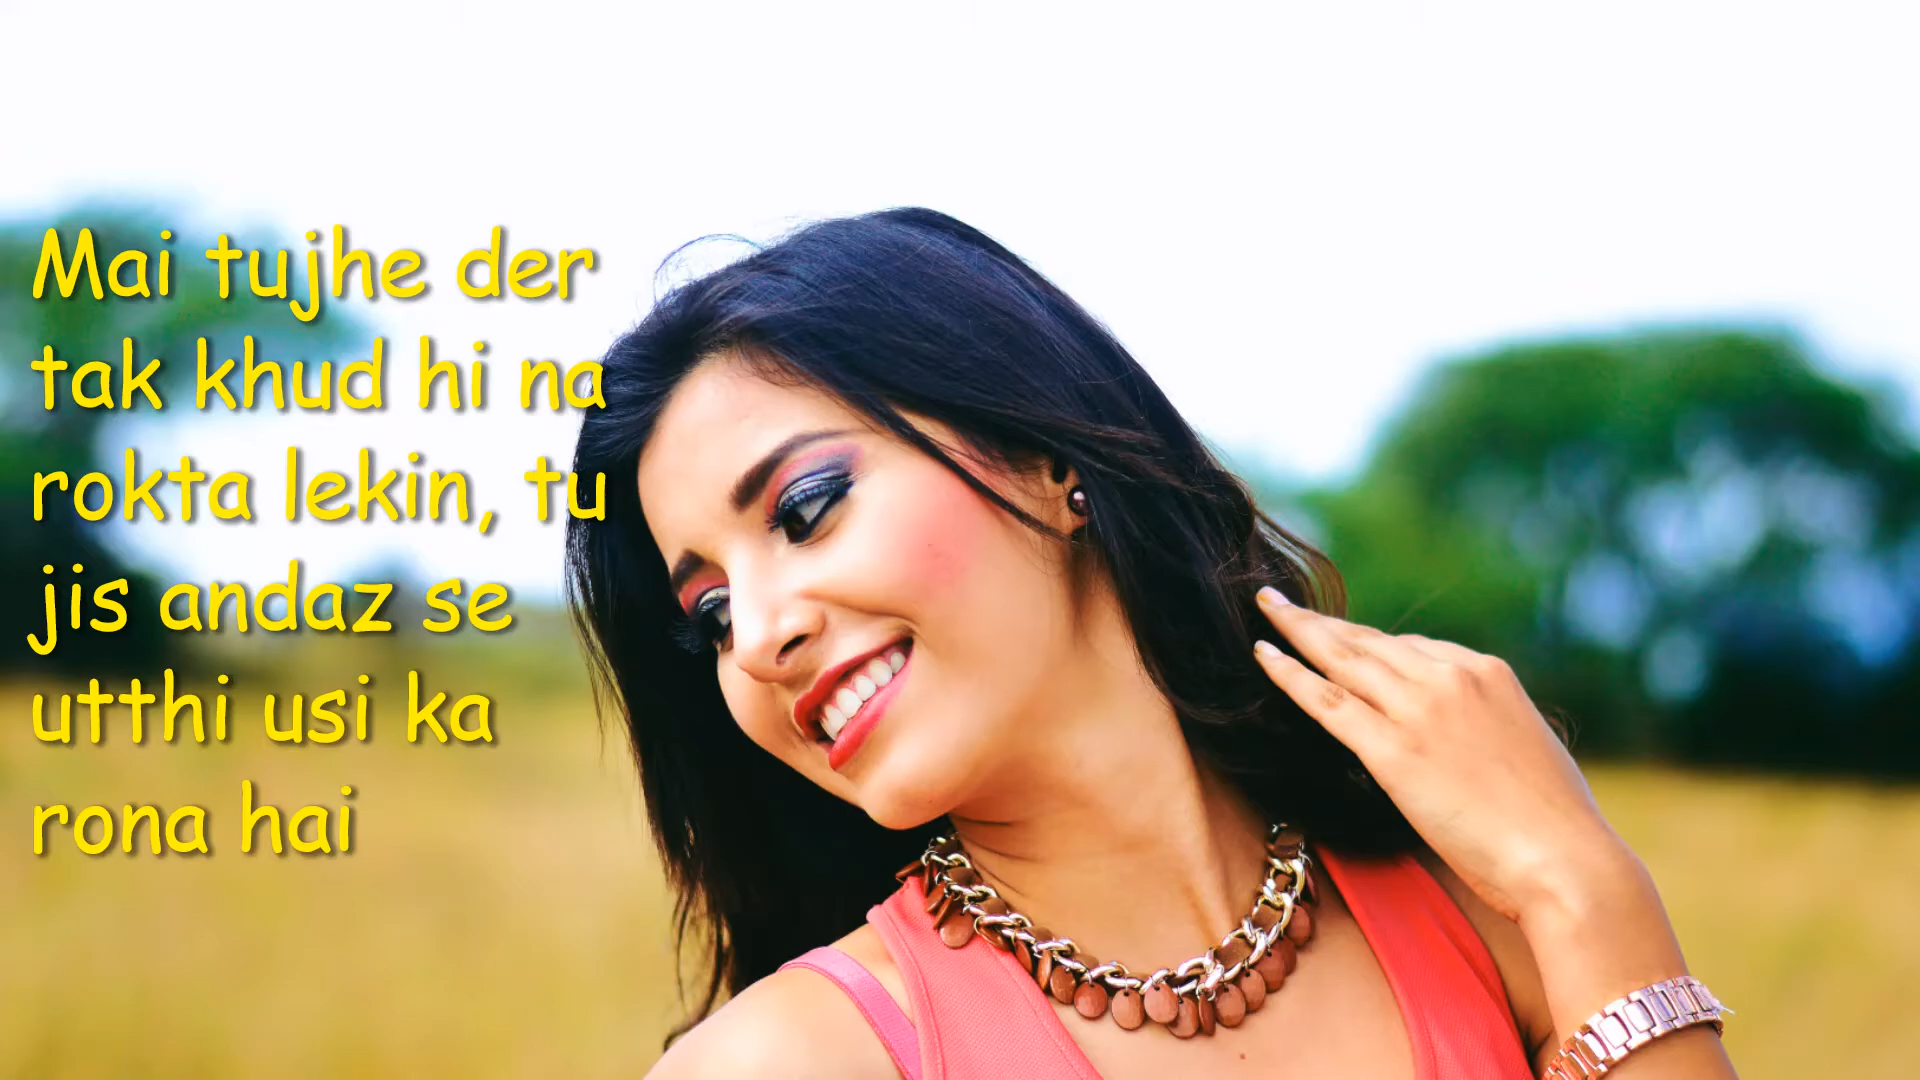 Mai tujhe der
tak khud hi na
rokta lekin, tu
jis andaz se
utthi usi ka
rona hai